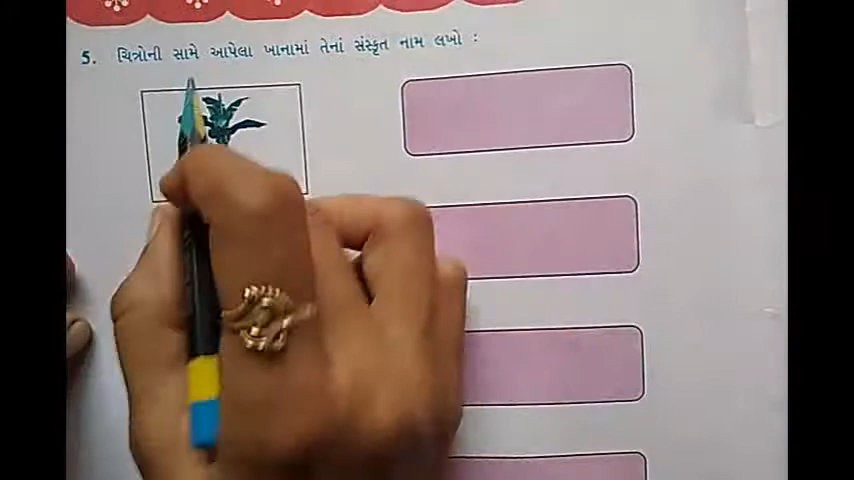 5. ચિત્રોની સામે આપેલા ખાનામાં તેનાં સંસ્કૃત નામ લખો :